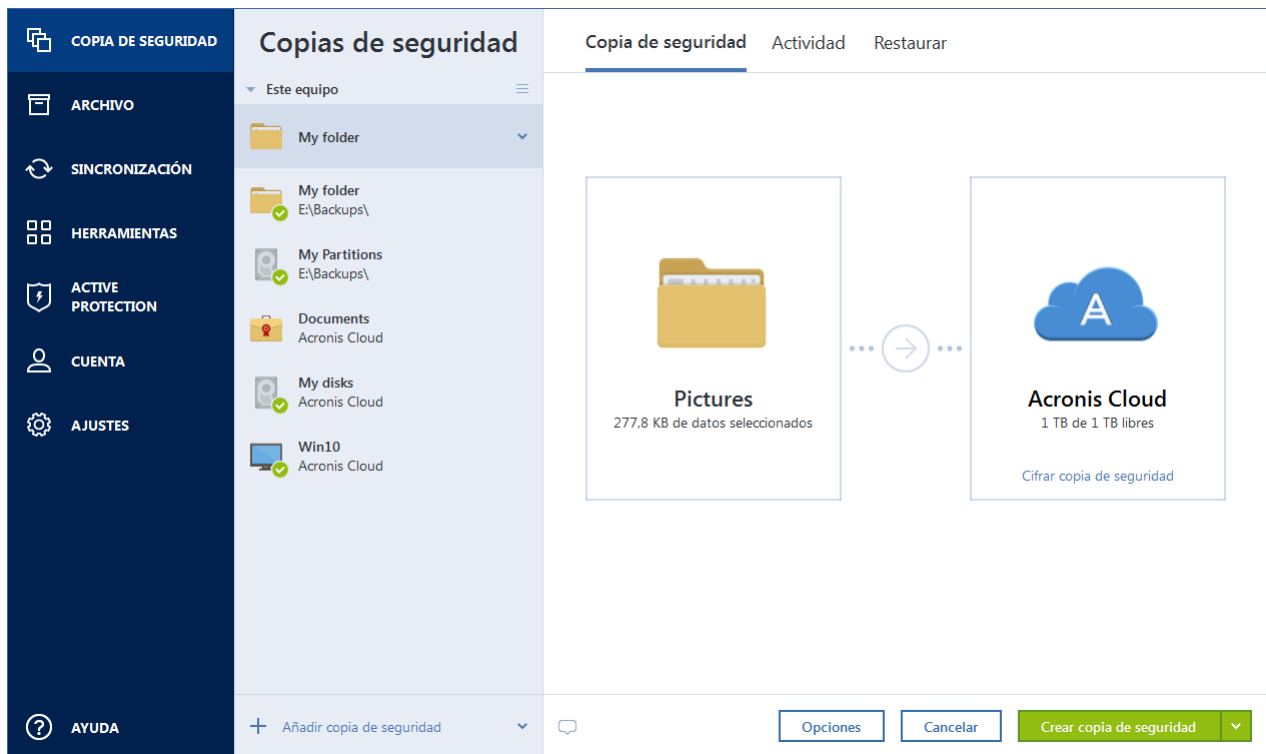 COPIA DE SEGURIDAD
ARCHIVO
SINCRONIZACIÓN
HERRAMIENTAS
ACTIVE
PROTECTION
CUENTA
AJUSTES
AYUDA
Copias de seguridad
Este equipo
My folder
My folder
E:\Backups\
My Partitions
E:\Backups\
Documents
Acronis Cloud
My disks
Acronis Cloud
Win10
Acronis Cloud
Añadir copia de seguridad
Copia de seguridad Actividad Restaurar
Pictures
277,8 KB de datos seleccionados
Acronis Cloud
1 TB de 1 TB libres
Cifrar copia de seguridad
Opciones Cancelar Crear copia de seguridad